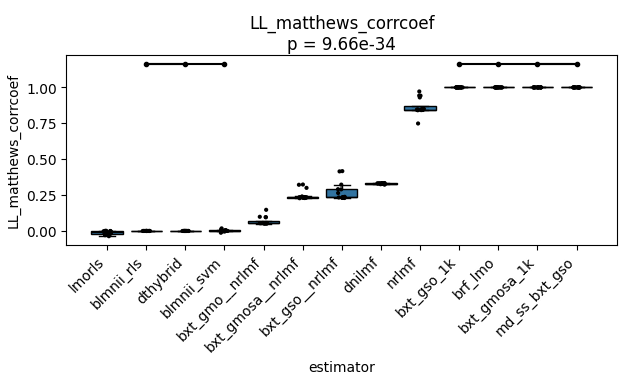 LL_matthews_corrcoef
p = 9.66e-34
LL_matthews_corrcoef
1.00
0.75
0.50
0.25
0.00
lmorls
blmnii_rls
dthybrid
blmnii_svm
bxt_gmo__nrlmf
bxt_gmosa__nrlmf
bxt_gso__nrlmf
dnilmf
nrlmf
bxt_gso_1k
brf_lmo
bxt_gmosa_1k
md_ss_bxt_gso
estimator